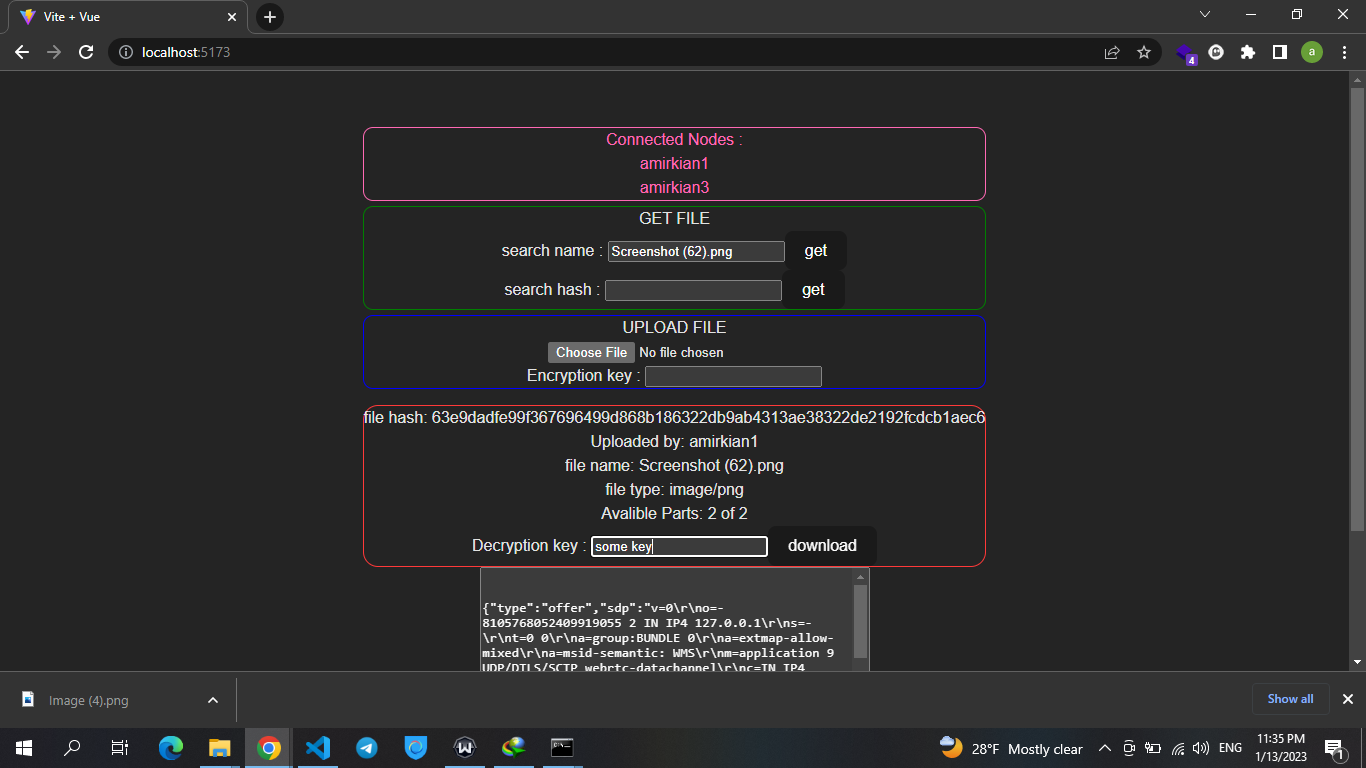 Vite + Vue
localhost:5173
4
a
Connected Nodes :
amirkian1
amirkian3
GET FILE
search name : Screenshot (62).png get
search hash : get
UPLOAD FILE
Choose File No file chosen
Encryption key :
file hash: 63e9dadfe99f367696499d868b186322db9ab4313ae38322de2192fcdcb1aec6
Uploaded by: amirkian1
file name: Screenshot (62).png
file type: image/png
Avalible Parts: 2 of 2
Decryption key : some key download
{"type":"offer","sdp":"v=0\r\no=-
8105768052409919055 2 IN IP4 127.0.0.1\r\ns=-
\r\nt=0 0\r\na=group:BUNDLE 0\r\na=extmap-allow-
mixed\r\na=msid-semantic: WMS\r\nm=application 9
UDP/DTLS/SCTP webrtc-datachannel\r\nc=IN IP4
Image (4).png
Show all
28°F Mostly clear
ENG
11:35 PM
1/13/2023
1